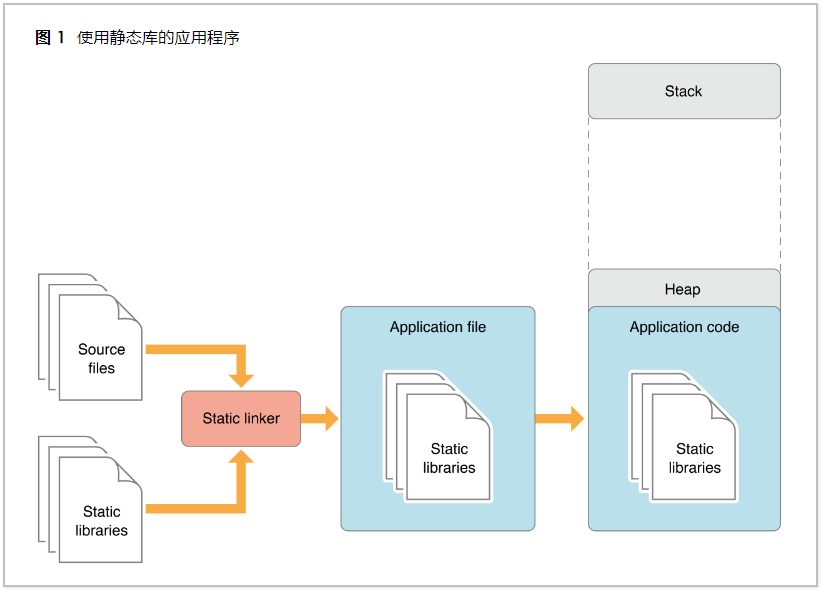 图 1 使用静态库的应用程序
Stack
Heap
Application file
Application code
Source
files
Static linker
Static
libraries
Static
libraries
Static
libraries